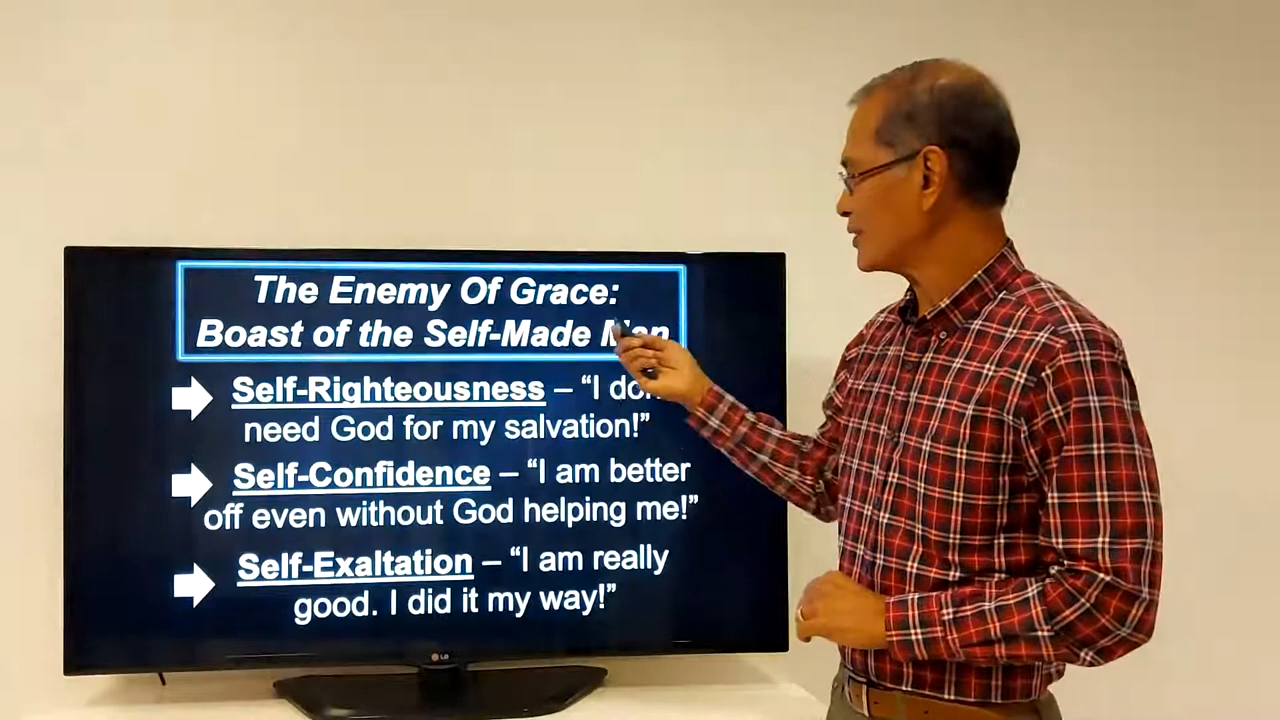 The Enemy Of Grace:
Boast of the Self-Made
Self-Righteousness – “I don
need God for my salvation!”
Self-Confidence – “I am better
off even without God helping me!”
Self-Exaltation – “I am really
good. I did it my way!”
LG